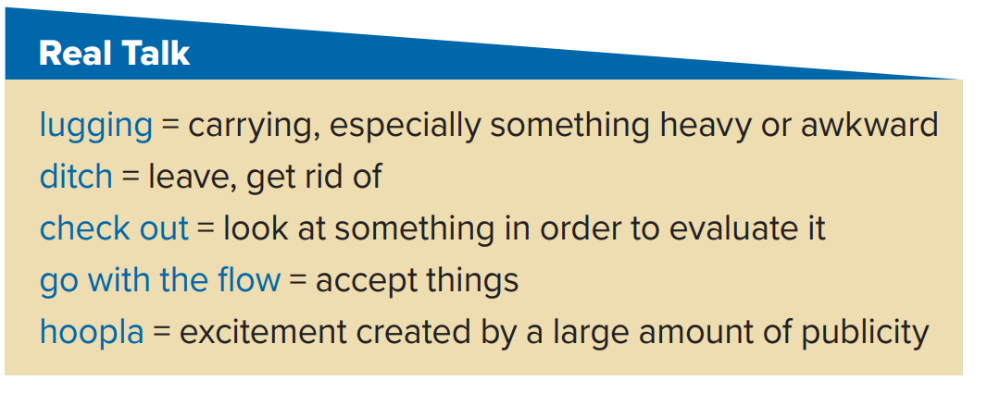 Real Talk
lugging = carrying, especially something heavy or awkward
ditch = leave, get rid of
check out = look at something in order to evaluate it
go with the flow = accept things
hoopla = excitement created by a large amount of publicity